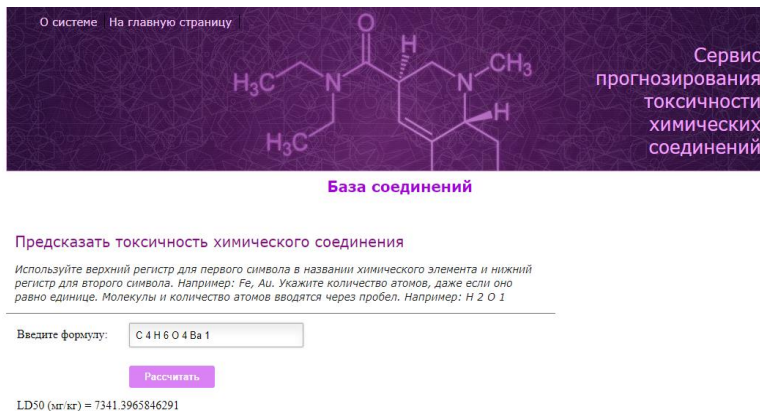 О системе На главную страницу
O
H
CH3
H3C
N
N
H
H3C
Сервис
прогнозирования
токсичности
химических
соединений
База соединений
Предсказать токсичность химического соединения
Используйте верхний регистр для первого символа в названии химического элемента и нижний
регистр для второго символа. Например: Fe, Au. Укажите количество атомов, даже если оно
равно единице. Молекулы и количество атомов вводятся через пробел. Например: H 2 O 1
Введите формулу: C 4 H 6 O 4 Ba 1
Рассчитать
LD50 (мг/кг) = 7341.3965846291